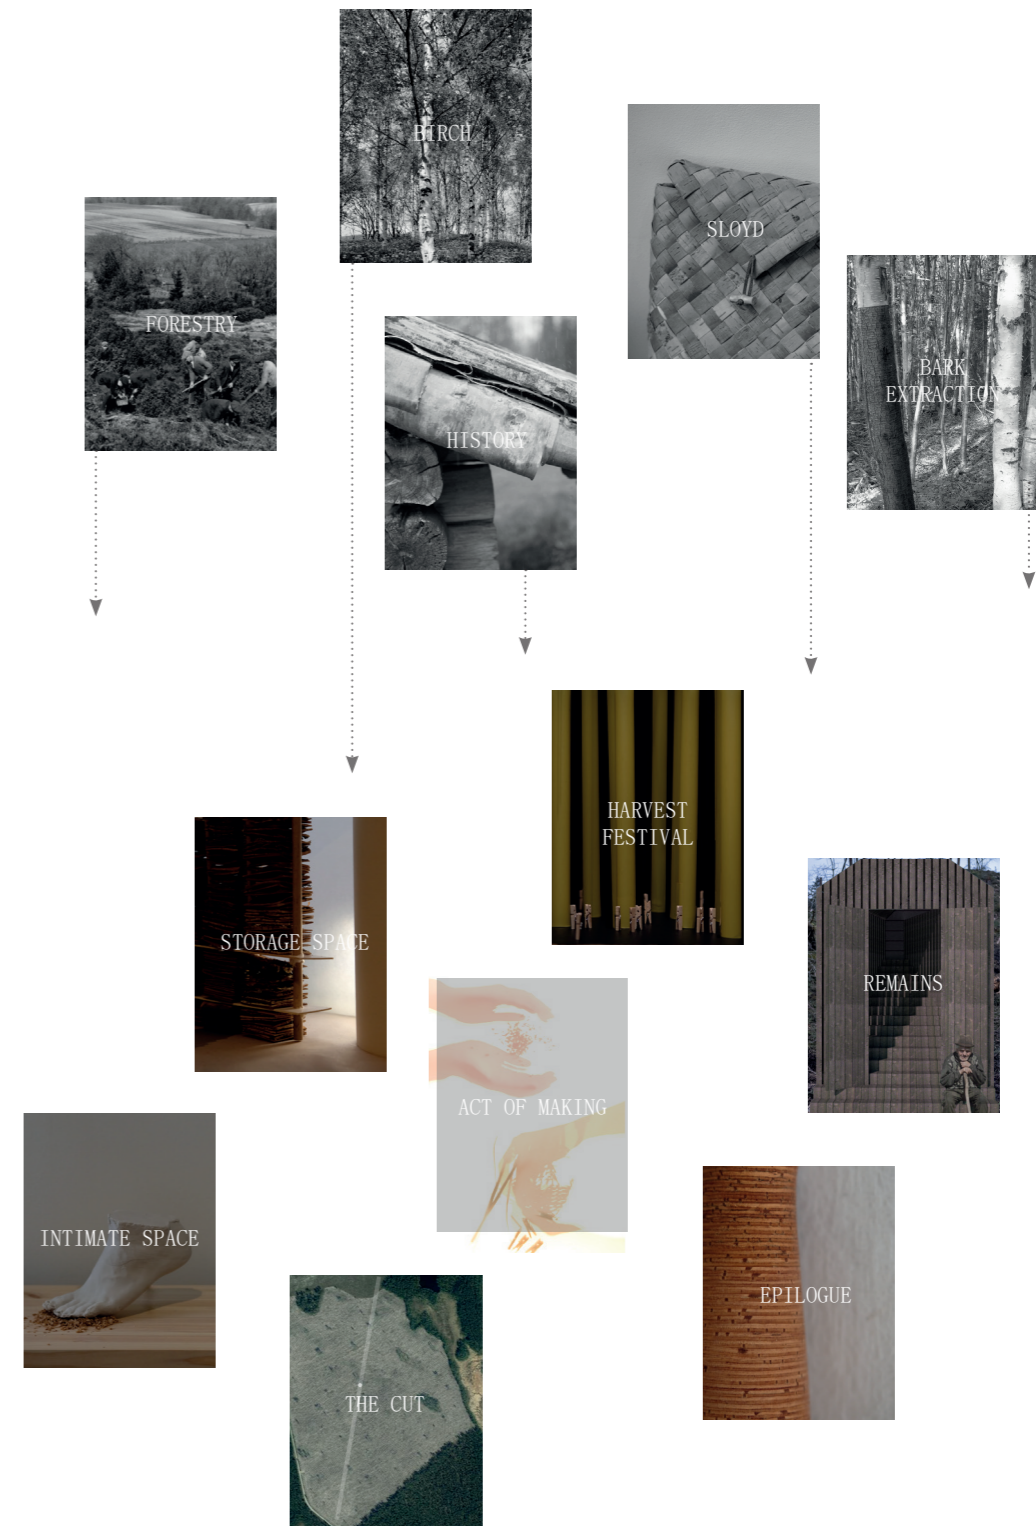 BIRCH
SLOYD
FORESTRY
BARK
EXTRACTION
HISTORY
HARVEST
FESTIVAL
STORAGE SPACE
REMAINS
ACT OF MAKING
INTIMATE SPACE
EPILOGUE
THE CUT